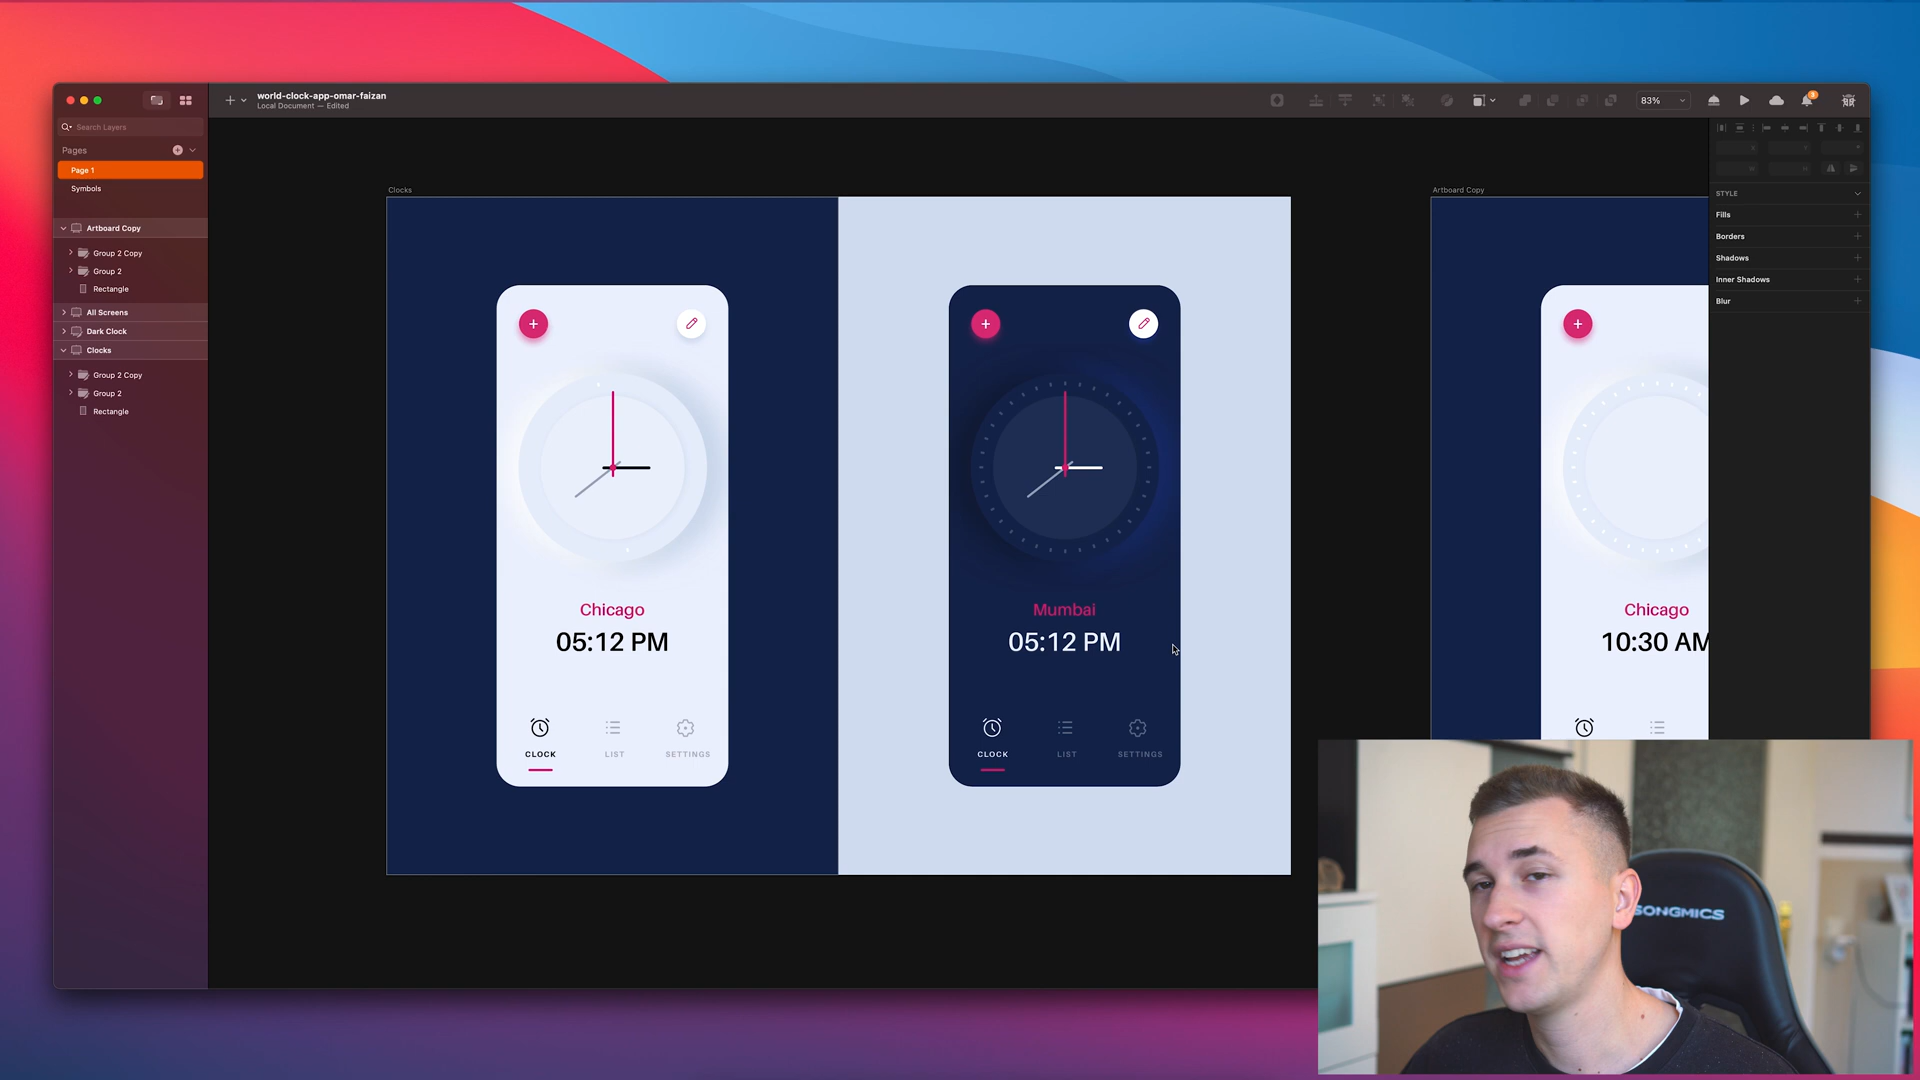 world-clock-app-omar-faizan
Local Document — Edited
83%
3
Search Layers
Pages
Page 1
Symbols
Artboard Copy
Group 2 Copy
Group 2
Rectangle
All Screens
Dark Clock
Clocks
Group 2 Copy
Group 2
Rectangle
Clocks
Chicago
05:12 PM
CLOCK
LIST
SETTINGS
Mumbai
05:12 PM
CLOCK
LIST
SETTINGS
Artboard Copy
Chicago
10:30 AM
STYLE
Fills
Borders
Shadows
Inner Shadows
Blur
SONGMICS